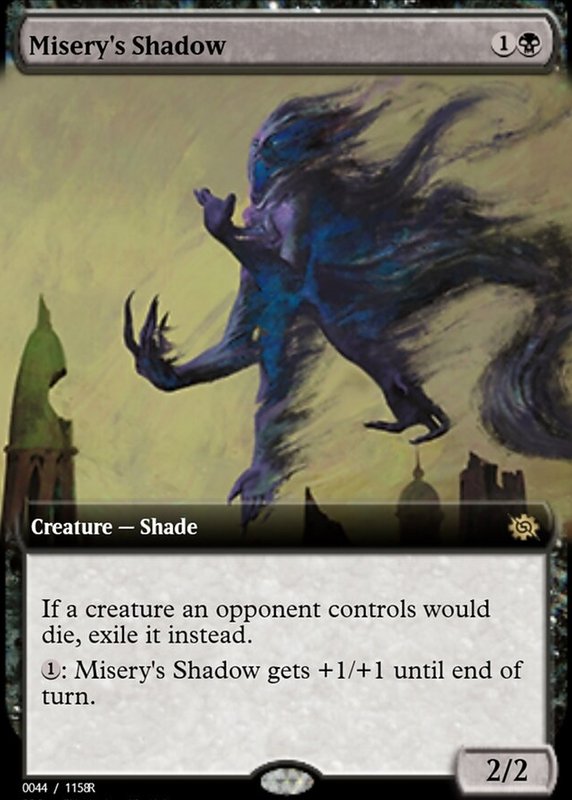 Misery's Shadow 1
Creature — Shade
If a creature an opponent controls would
die, exile it instead.
1: Misery's Shadow gets +1/+1 until end of
turn.
2/2
0044 / 1158R